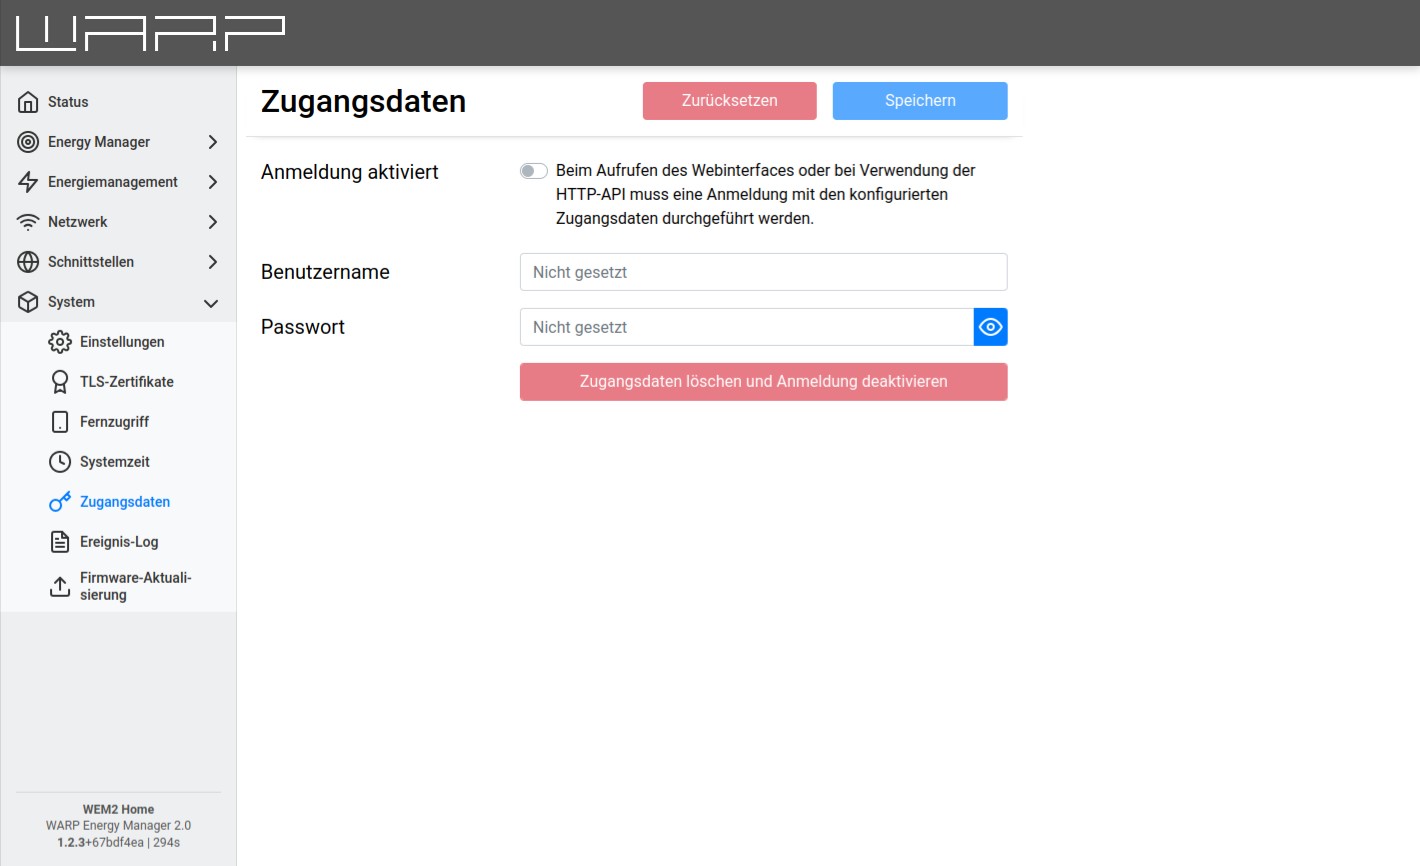 WARP
Status
Energy Manager
Energiemanagement
Netzwerk
Schnittstellen
System
Einstellungen
TLS-Zertifikate
Fernzugriff
Systemzeit
Zugangsdaten
Ereignis-Log
Firmware-Aktuali-
sierung
WEM2 Home
WARP Energy Manager 2.0
1.2.3+67bdf4ea | 294s
Zugangsdaten
Zurücksetzen
Speichern
Anmeldung aktiviert
Beim Aufrufen des Webinterfaces oder bei Verwendung der
HTTP-API muss eine Anmeldung mit den konfigurierten
Zugangsdaten durchgeführt werden.
Benutzername
Nicht gesetzt
Passwort
Nicht gesetzt
Zugangsdaten löschen und Anmeldung deaktivieren